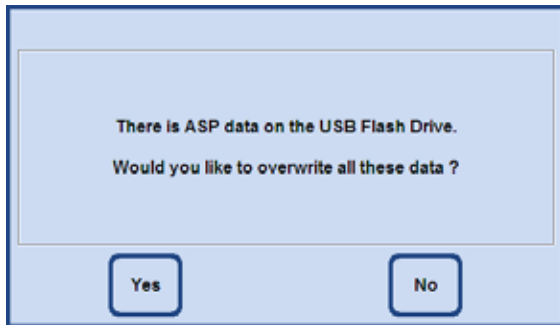 There is ASP data on the USB Flash Drive.
Would you like to overwrite all these data ?
Yes No